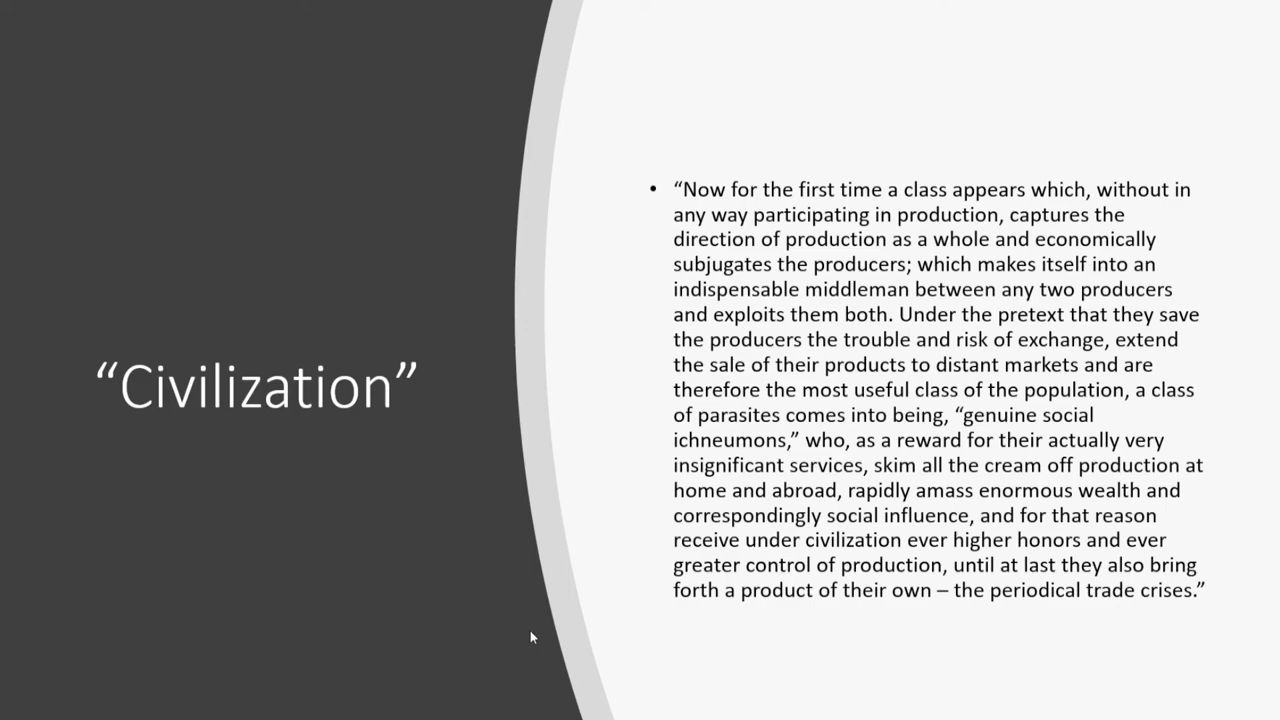 “Civilization”
• “Now for the first time a class appears which, without in
any way participating in production, captures the
direction of production as a whole and economically
subjugates the producers; which makes itself into an
indispensable middleman between any two producers
and exploits them both. Under the pretext that they save
the producers the trouble and risk of exchange, extend
the sale of their products to distant markets and are
therefore the most useful class of the population, a class
of parasites comes into being, “genuine social
ichneumons,” who, as a reward for their actually very
insignificant services, skim all the cream off production at
home and abroad, rapidly amass enormous wealth and
correspondingly social influence, and for that reason
receive under civilization ever higher honors and ever
greater control of production, until at last they also bring
forth a product of their own – the periodical trade crises.”